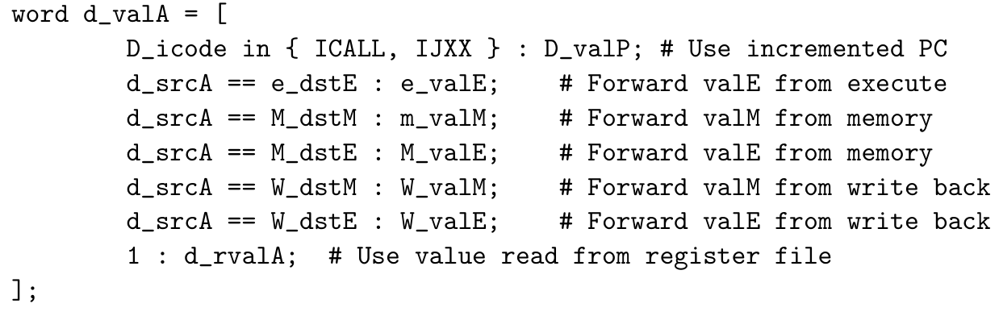 word d_valA = [
D_icode in { ICALL, IJXX } : D_valP; # Use incremented PC
d_srcA == e_dstE : e_valE; # Forward valE from execute
d_srcA == M_dstM : m_valM; # Forward valM from memory
d_srcA == M_dstE : M_valE; # Forward valE from memory
d_srcA == W_dstM : W_valM; # Forward valM from write back
d_srcA == W_dstE : W_valE; # Forward valE from write back
1 : d_rvalA; # Use value read from register file
];